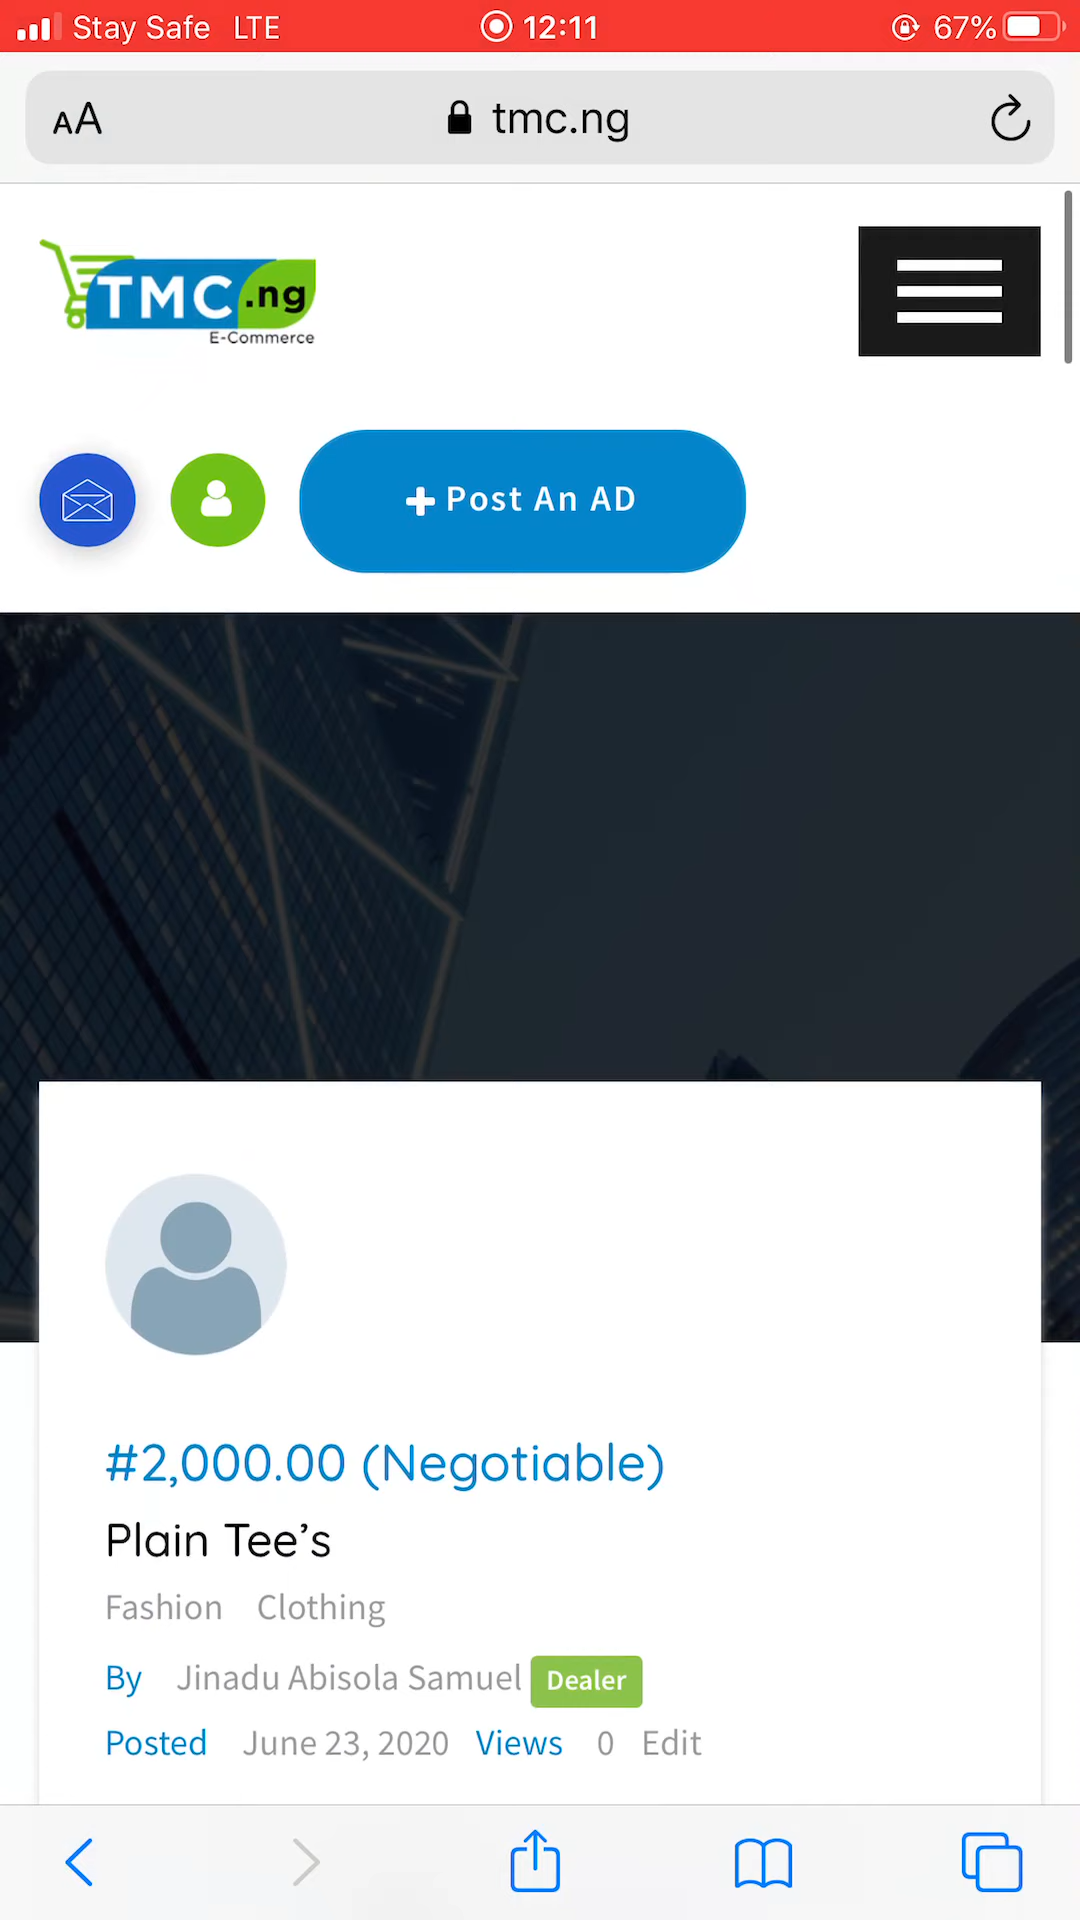 Stay Safe LTE 12:11 67%
AA tmc.ng
TMC.ng
E-Commerce
Post An AD
#2,000.00 (Negotiable)
Plain Tee’s
Fashion Clothing
By Jinadu Abisola Samuel Dealer
Posted June 23, 2020 Views 0 Edit